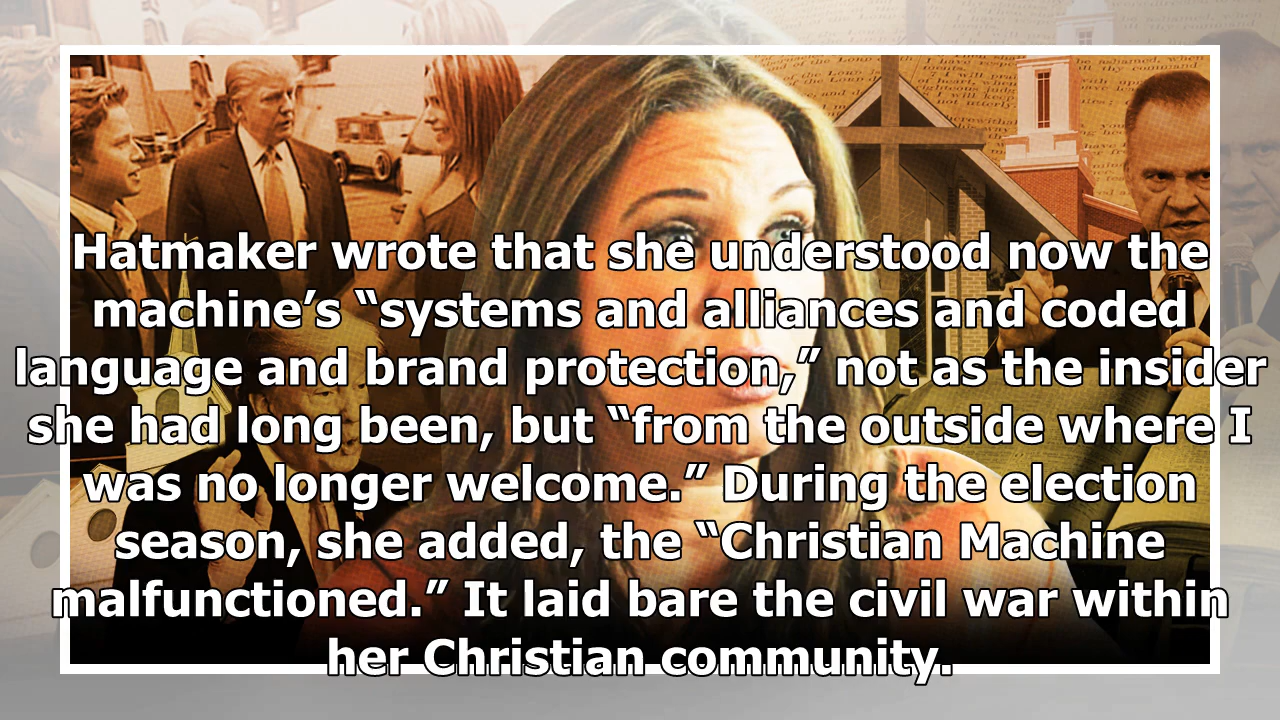 Hatmaker wrote that she understood now the
machine’s “systems and alliances and coded
language and brand protection,” not as the insider
she had long been, but “from the outside where I
was no longer welcome.” During the election
season, she added, the “Christian Machine
malfunctioned.” It laid bare the civil war within
her Christian community.